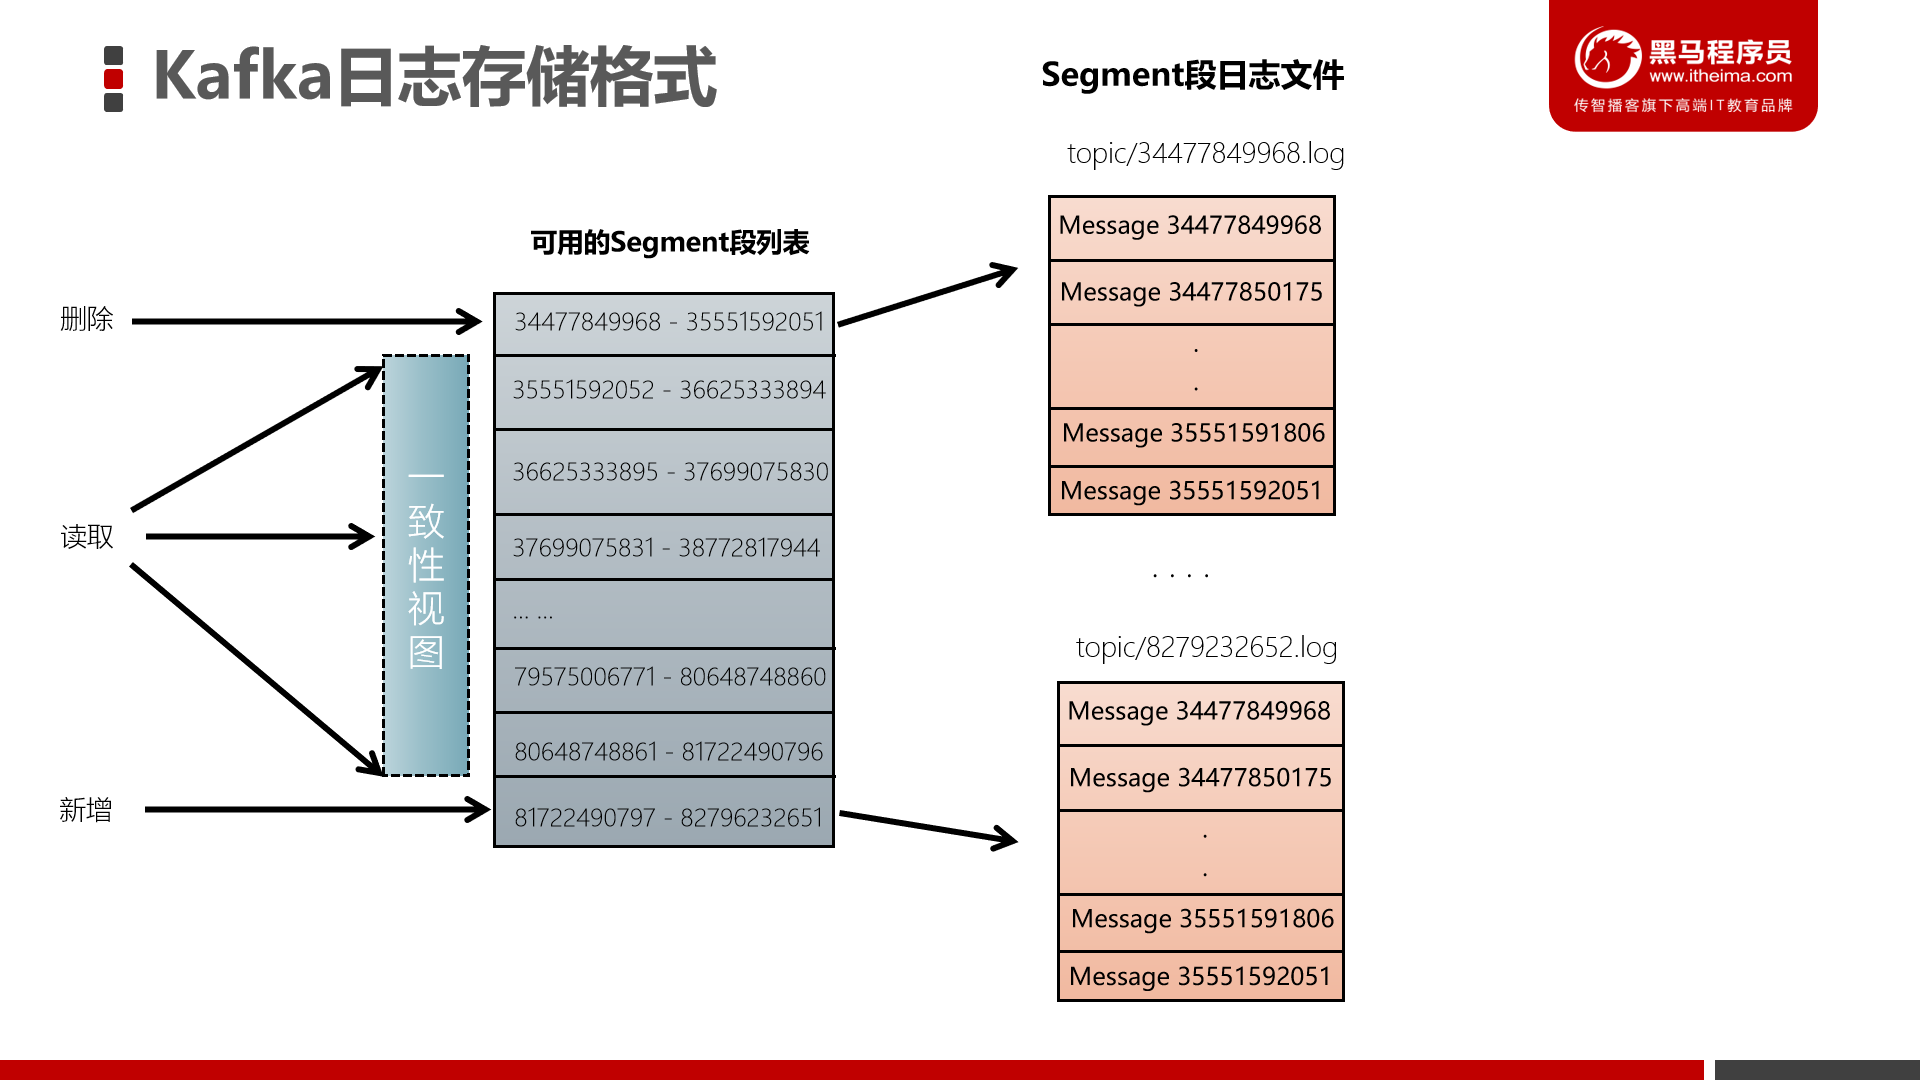 Kafka日志存储格式
黑马程序员
www.itheima.com
传智播客旗下高端IT教育品牌
Segment段日志文件
topic/34477849968.log
Message 34477849968
Message 34477850175
.
.
Message 35551591806
Message 35551592051
. . . .
topic/8279232652.log
Message 34477849968
Message 34477850175
.
.
Message 35551591806
Message 35551592051
可用的Segment段列表
34477849968 - 35551592051
35551592052 - 36625333894
36625333895 - 37699075830
37699075831 - 38772817944
... ...
79575006771 - 80648748860
80648748861 - 81722490796
81722490797 - 82796232651
删除
读取
新增
一
致
性
视
图